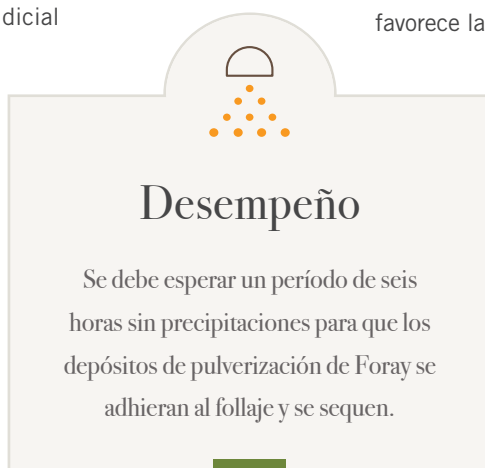 dicial
favorece la
Desempeño
Se debe esperar un período de seis
horas sin precipitaciones para que los
depósitos de pulverización de Foray se
adhieran al follaje y se sequen.